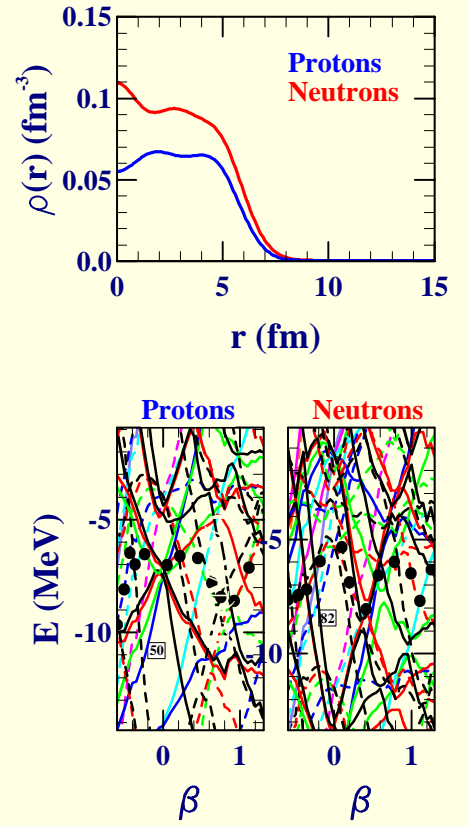 0.15
0.1
0.05
0.0
ρ(r) (fm⁻³)
Protons
Neutrons
0 5 10 15
r (fm)
Protons Neutrons
E (MeV)
-5
-10
-5
-10
50
82
0 1 0 1
β β